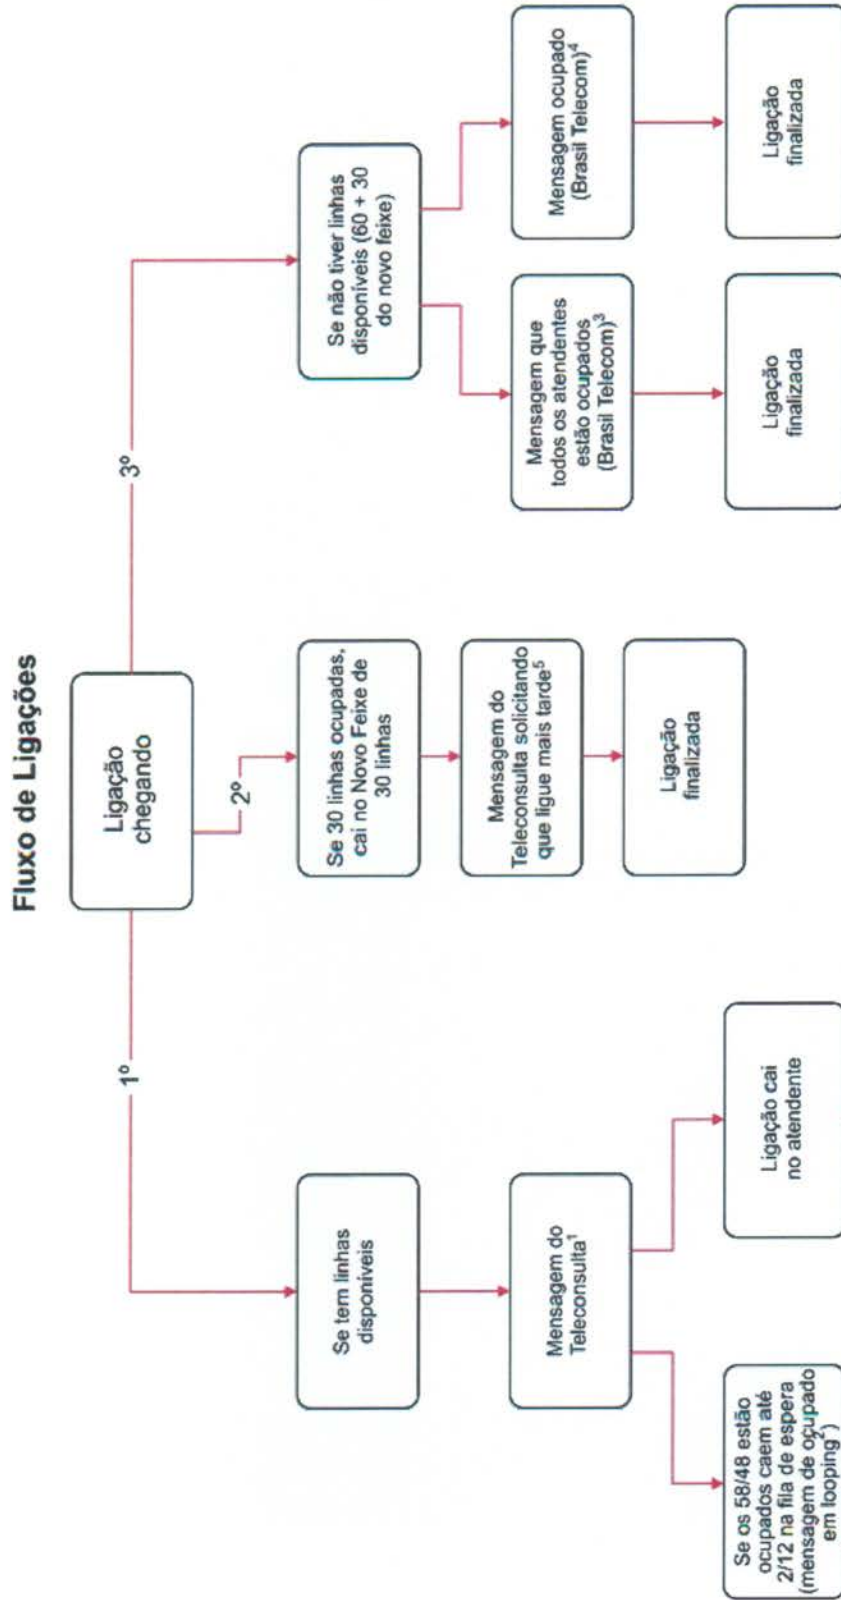 Fluxo de Ligações
Ligação
chegando
1º
2º
3º
Se tem linhas
disponíveis
Mensagem do
Teleconsulta¹
Se os 58/48 estão
ocupados caem até
2/12 na fila de espera
(mensagem de ocupado
em looping²)
Ligação cai
no atendente
Se 30 linhas ocupadas,
cai no Novo Feixe de
30 linhas
Mensagem do
Teleconsulta solicitando
que ligue mais tarde⁵
Ligação
finalizada
Se não tiver linhas
disponíveis (60 + 30
do novo feixe)
Mensagem que
todos os atendentes
estão ocupados
(Brasil Telecom)³
Ligação
finalizada
Mensagem ocupado
(Brasil Telecom)⁴
Ligação
finalizada